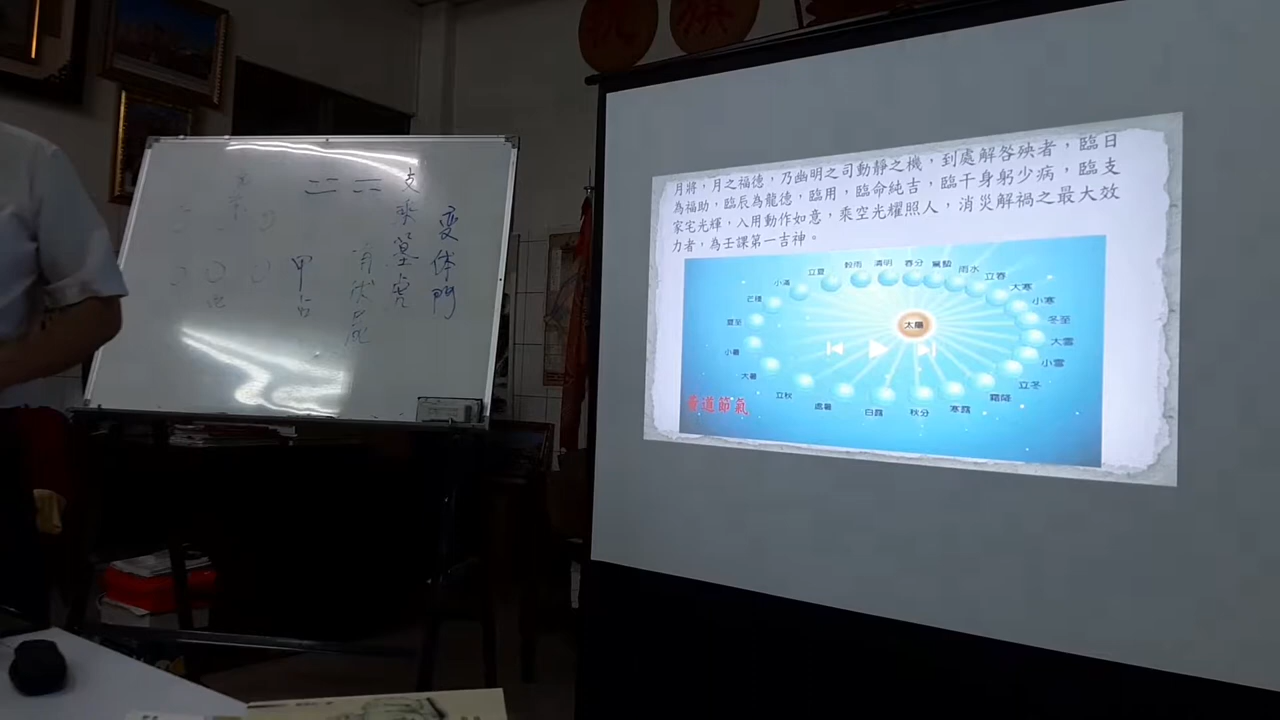 月將，月之福德，乃幽明之司動靜之機，到處解咎殃者，臨日
為福助，臨辰為龍德，臨用，臨命純吉，臨干身躬少病，臨支
家宅光輝，入用動作如意，乘空光耀照人，消災解禍之最大效
力者，為壬課第一吉神。
立夏
穀雨
清明
春分
驚蟄
雨水
立春
大寒
小寒
冬至
大雪
小雪
立冬
霜降
寒露
秋分
白露
處暑
立秋
大暑
小暑
夏至
芒種
小滿
太陽
黃道節氣
变体門
支
乘墓虎
甲